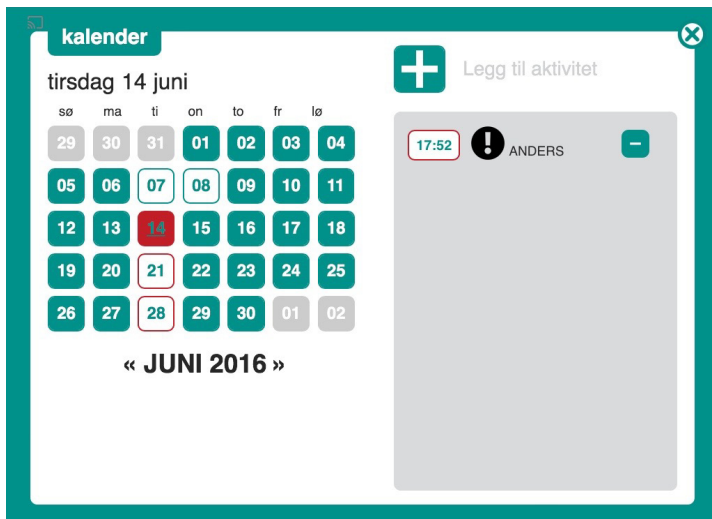 kalender
tirsdag 14 juni
sø ma ti on to fr lø
29 30 31 01 02 03 04
05 06 07 08 09 10 11
12 13 14 15 16 17 18
19 20 21 22 23 24 25
26 27 28 29 30 01 02
« JUNI 2016 »
Legg til aktivitet
17:52 ANDERS